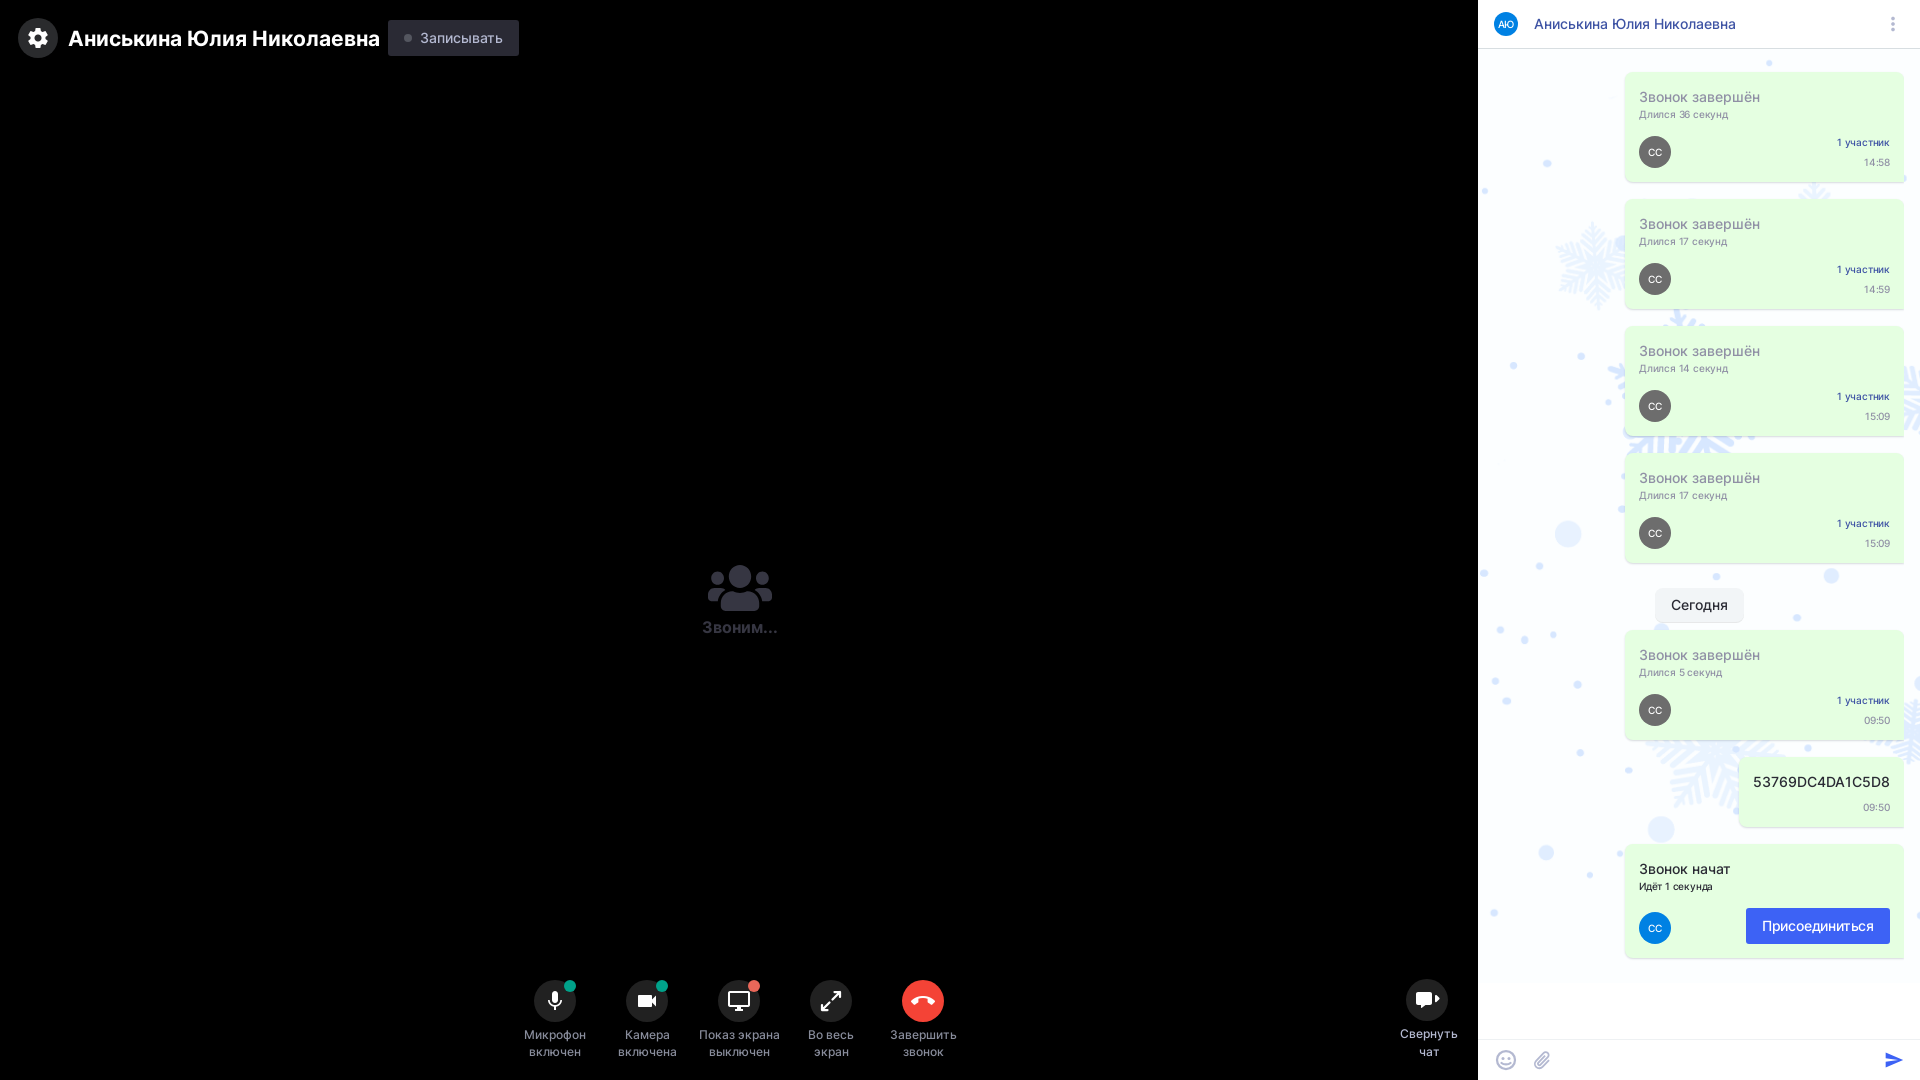 Аниськина Юлия Николаевна
Записывать
Звоним...
Микрофон
включен
Камера
включена
Показ экрана
выключен
Во весь
экран
Завершить
звонок
Свернуть
чат
АЮ
Аниськина Юлия Николаевна
Звонок завершён
Длился 36 секунд
СС
1 участник
14:58
Звонок завершён
Длился 17 секунд
СС
1 участник
14:59
Звонок завершён
Длился 14 секунд
СС
1 участник
15:09
Звонок завершён
Длился 17 секунд
СС
1 участник
15:09
Сегодня
Звонок завершён
Длился 5 секунд
СС
1 участник
09:50
53769DC4DA1C5D8
09:50
Звонок начат
Идёт 1 секунда
СС
Присоединиться